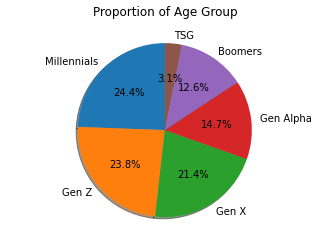 Proportion of Age Group
TSG
Boomers
Millennials
3.1%
12.6%
24.4%
14.7%
Gen Alpha
23.8%
21.4%
Gen Z
Gen X